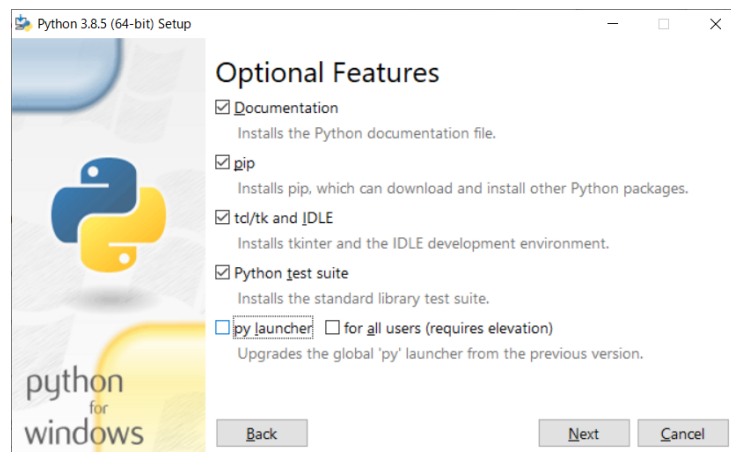 Python 3.8.5 (64-bit) Setup
Optional Features
Documentation
Installs the Python documentation file.
pip
Installs pip, which can download and install other Python packages.
tcl/tk and IDLE
Installs tkinter and the IDLE development environment.
Python test suite
Installs the standard library test suite.
py launcher for all users (requires elevation)
Upgrades the global 'py' launcher from the previous version.
python
for
windows
Back Next Cancel